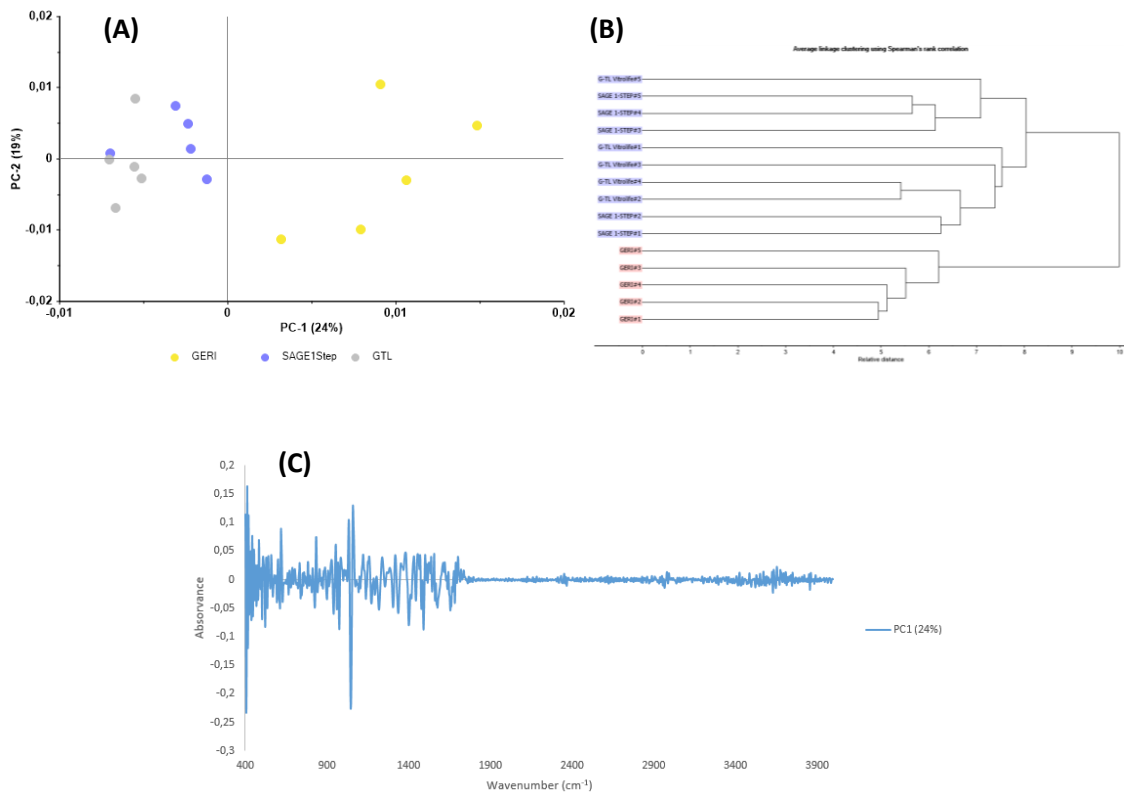 (A)
0,02
0,01
0
-0,01
-0,02
PC-2 (19%)
-0,01
0
0,01
0,02
PC-1 (24%)
GERI
SAGE1Step
GTL
(B)
Average linkage clustering using Spearman's rank correlation
G-TL Vitrolife#5
SAGE 1-STEP#5
SAGE 1-STEP#4
SAGE 1-STEP#3
G-TL Vitrolife#1
G-TL Vitrolife#3
G-TL Vitrolife#4
G-TL Vitrolife#2
SAGE 1-STEP#2
SAGE 1-STEP#1
GERI#5
GERI#3
GERI#4
GERI#2
GERI#1
0 1 2 3 4 5 6 7 8 9 10
Relative distance
(C)
0,2
0,15
0,1
0,05
0
-0,05
-0,1
-0,15
-0,2
-0,25
-0,3
Absorvance
400 900 1400 1900 2400 2900 3400 3900
Wavenumber (cm⁻¹)
PC1 (24%)